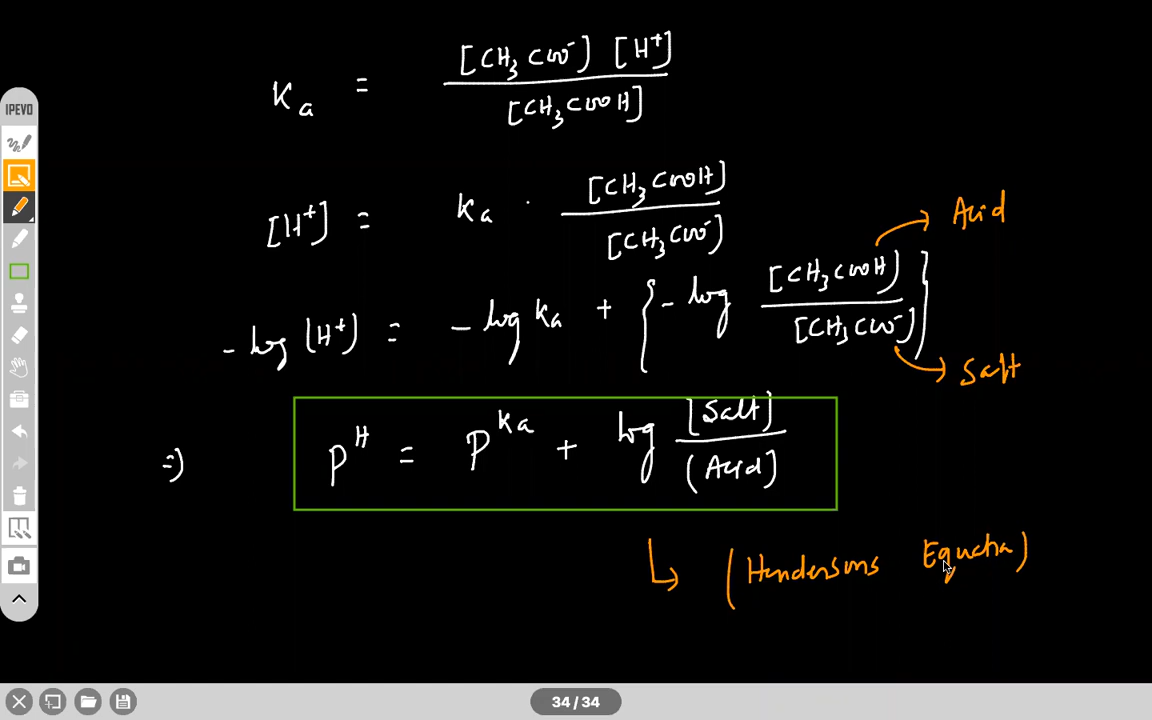 IPEVO
Ka = [CH3COO-] [H+] / [CH3COOH]
[H+] = Ka . [CH3COOH] / [CH3COO-]
Acid
- log [H+] = - log Ka + { - log [CH3COOH] / [CH3COO-] }
Salt
=) pH = pKa + log [Salt] / [Acid]
(Hendersons Equation)
34 / 34